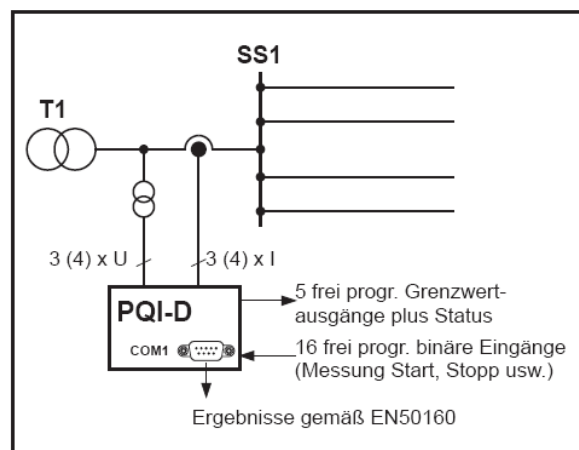 SS1
T1
3 (4) x U
3 (4) x I
PQI-D
COM1
5 frei progr. Grenzwert-
ausgänge plus Status
16 frei progr. binäre Eingänge
(Messung Start, Stopp usw.)
Ergebnisse gemäß EN50160